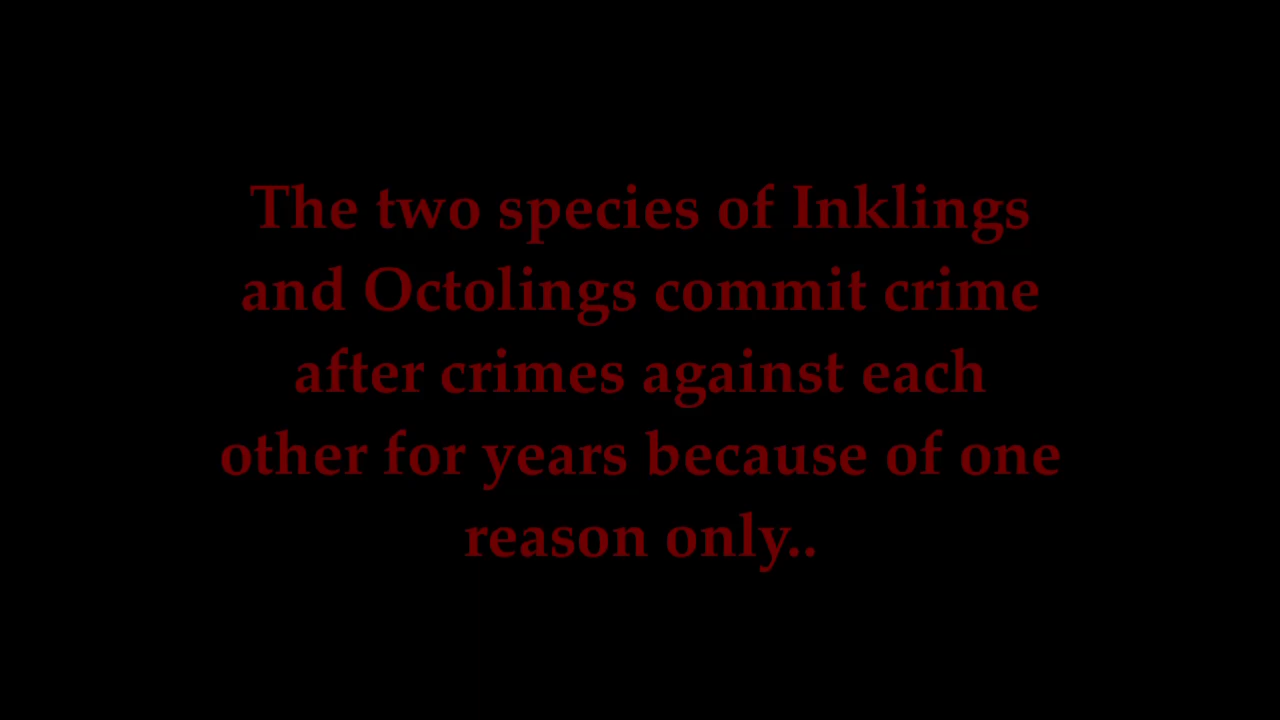 The two species of Inklings
and Octolings commit crime
after crimes against each
other for years because of one
reason only..